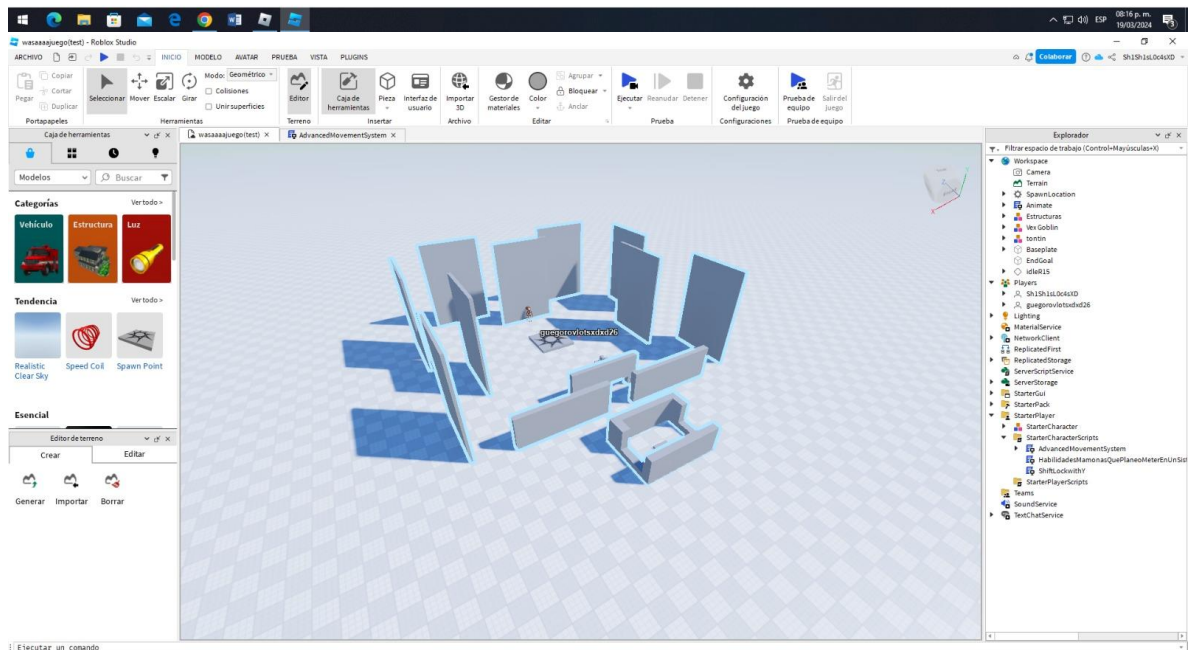 ESP
08:16 p. m.
19/03/2024
wasaaaajuego(test) - Roblox Studio
ARCHIVO
INICIO MODELO AVATAR PRUEBA VISTA PLUGINS
Colaborar
Sh1Sh1sL0c4sXD
Pegar
Copiar
Cortar
Duplicar
Portapapeles
Seleccionar Mover Escalar Girar
Modo: Geométrico
Colisiones
Unir superficies
Herramientas
Editor
Terreno
Caja de herramientas
Pieza
Interfaz de usuario
Insertar
Importar 3D
Archivo
Gestor de materiales
Color
Agrupar
Bloquear
Anclar
Editar
Ejecutar Reanudar Detener
Prueba
Configuración del juego
Configuraciones
Prueba de equipo
Salir del juego
Prueba de equipo
Caja de herramientas
Modelos
Buscar
Categorías
Ver todo >
Vehículo
Estructura
Luz
Tendencia
Ver todo >
Realistic Clear Sky
Speed Coil
Spawn Point
Esencial
Editor de terreno
Crear
Editar
Generar Importar Borrar
wasaaaajuego(test) ×
AdvancedMovementSystem ×
guegorovlotsxdxd26
Explorador
Filtrar espacio de trabajo (Control+Mayúsculas+X)
Workspace
Camera
Terrain
SpawnLocation
Animate
Estructuras
Vex Goblin
tontin
Baseplate
EndGoal
idleR15
Players
Sh1Sh1sL0c4sXD
guegorovlotsxdxd26
Lighting
MaterialService
NetworkClient
ReplicatedFirst
ReplicatedStorage
ServerScriptService
ServerStorage
StarterGui
StarterPack
StarterPlayer
StarterCharacter
StarterCharacterScripts
AdvancedMovementSystem
HabilidadesMamonasQuePlaneoMeterEnUnSist
ShiftLockwithY
StarterPlayerScripts
Teams
SoundService
TextChatService
Ejecutar un comando